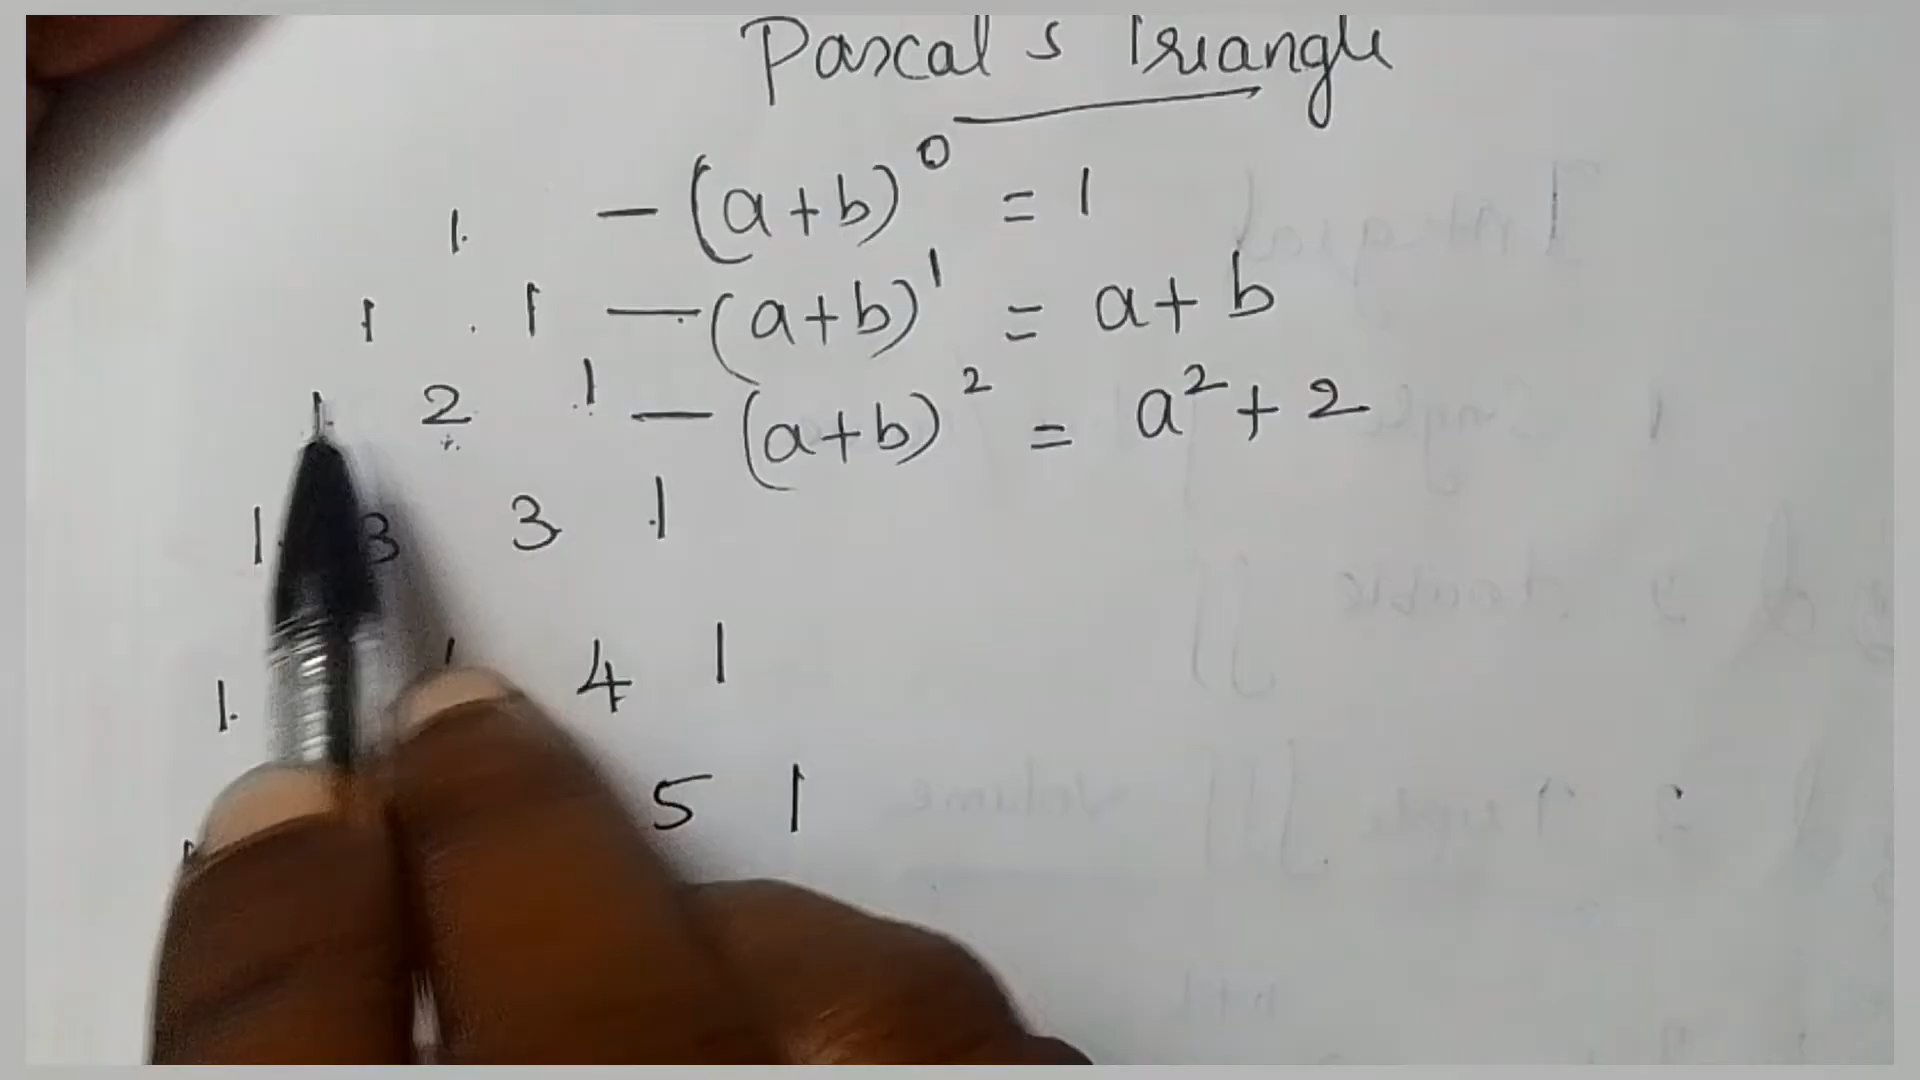 Pascal's Triangle
1 — (a+b)⁰ = 1
1 1 — (a+b)¹ = a + b
1 2 1 — (a+b)² = a² + 2
1 3 3 1
1 4 1
5 1